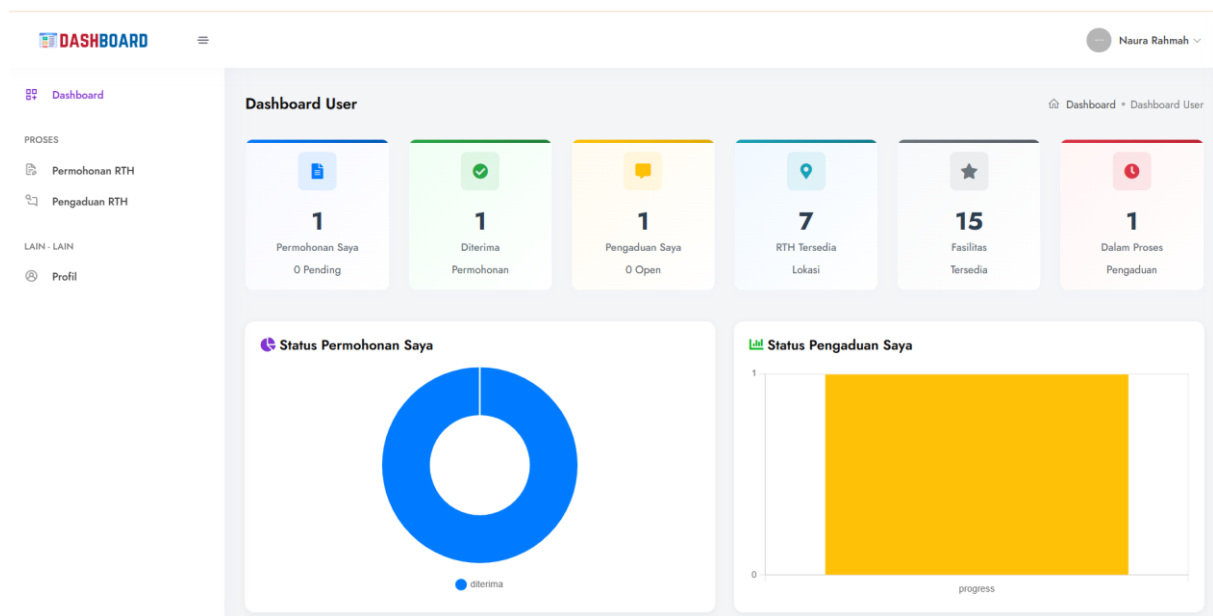 DASHBOARD
Naura Rahmah
Dashboard
PROSES
Permohonan RTH
Pengaduan RTH
LAIN - LAIN
Profil
Dashboard User
Dashboard • Dashboard User
1
Permohonan Saya
0 Pending
1
Diterima
Permohonan
1
Pengaduan Saya
0 Open
7
RTH Tersedia
Lokasi
15
Fasilitas
Tersedia
1
Dalam Proses
Pengaduan
Status Permohonan Saya
diterima
Status Pengaduan Saya
1
0
progress